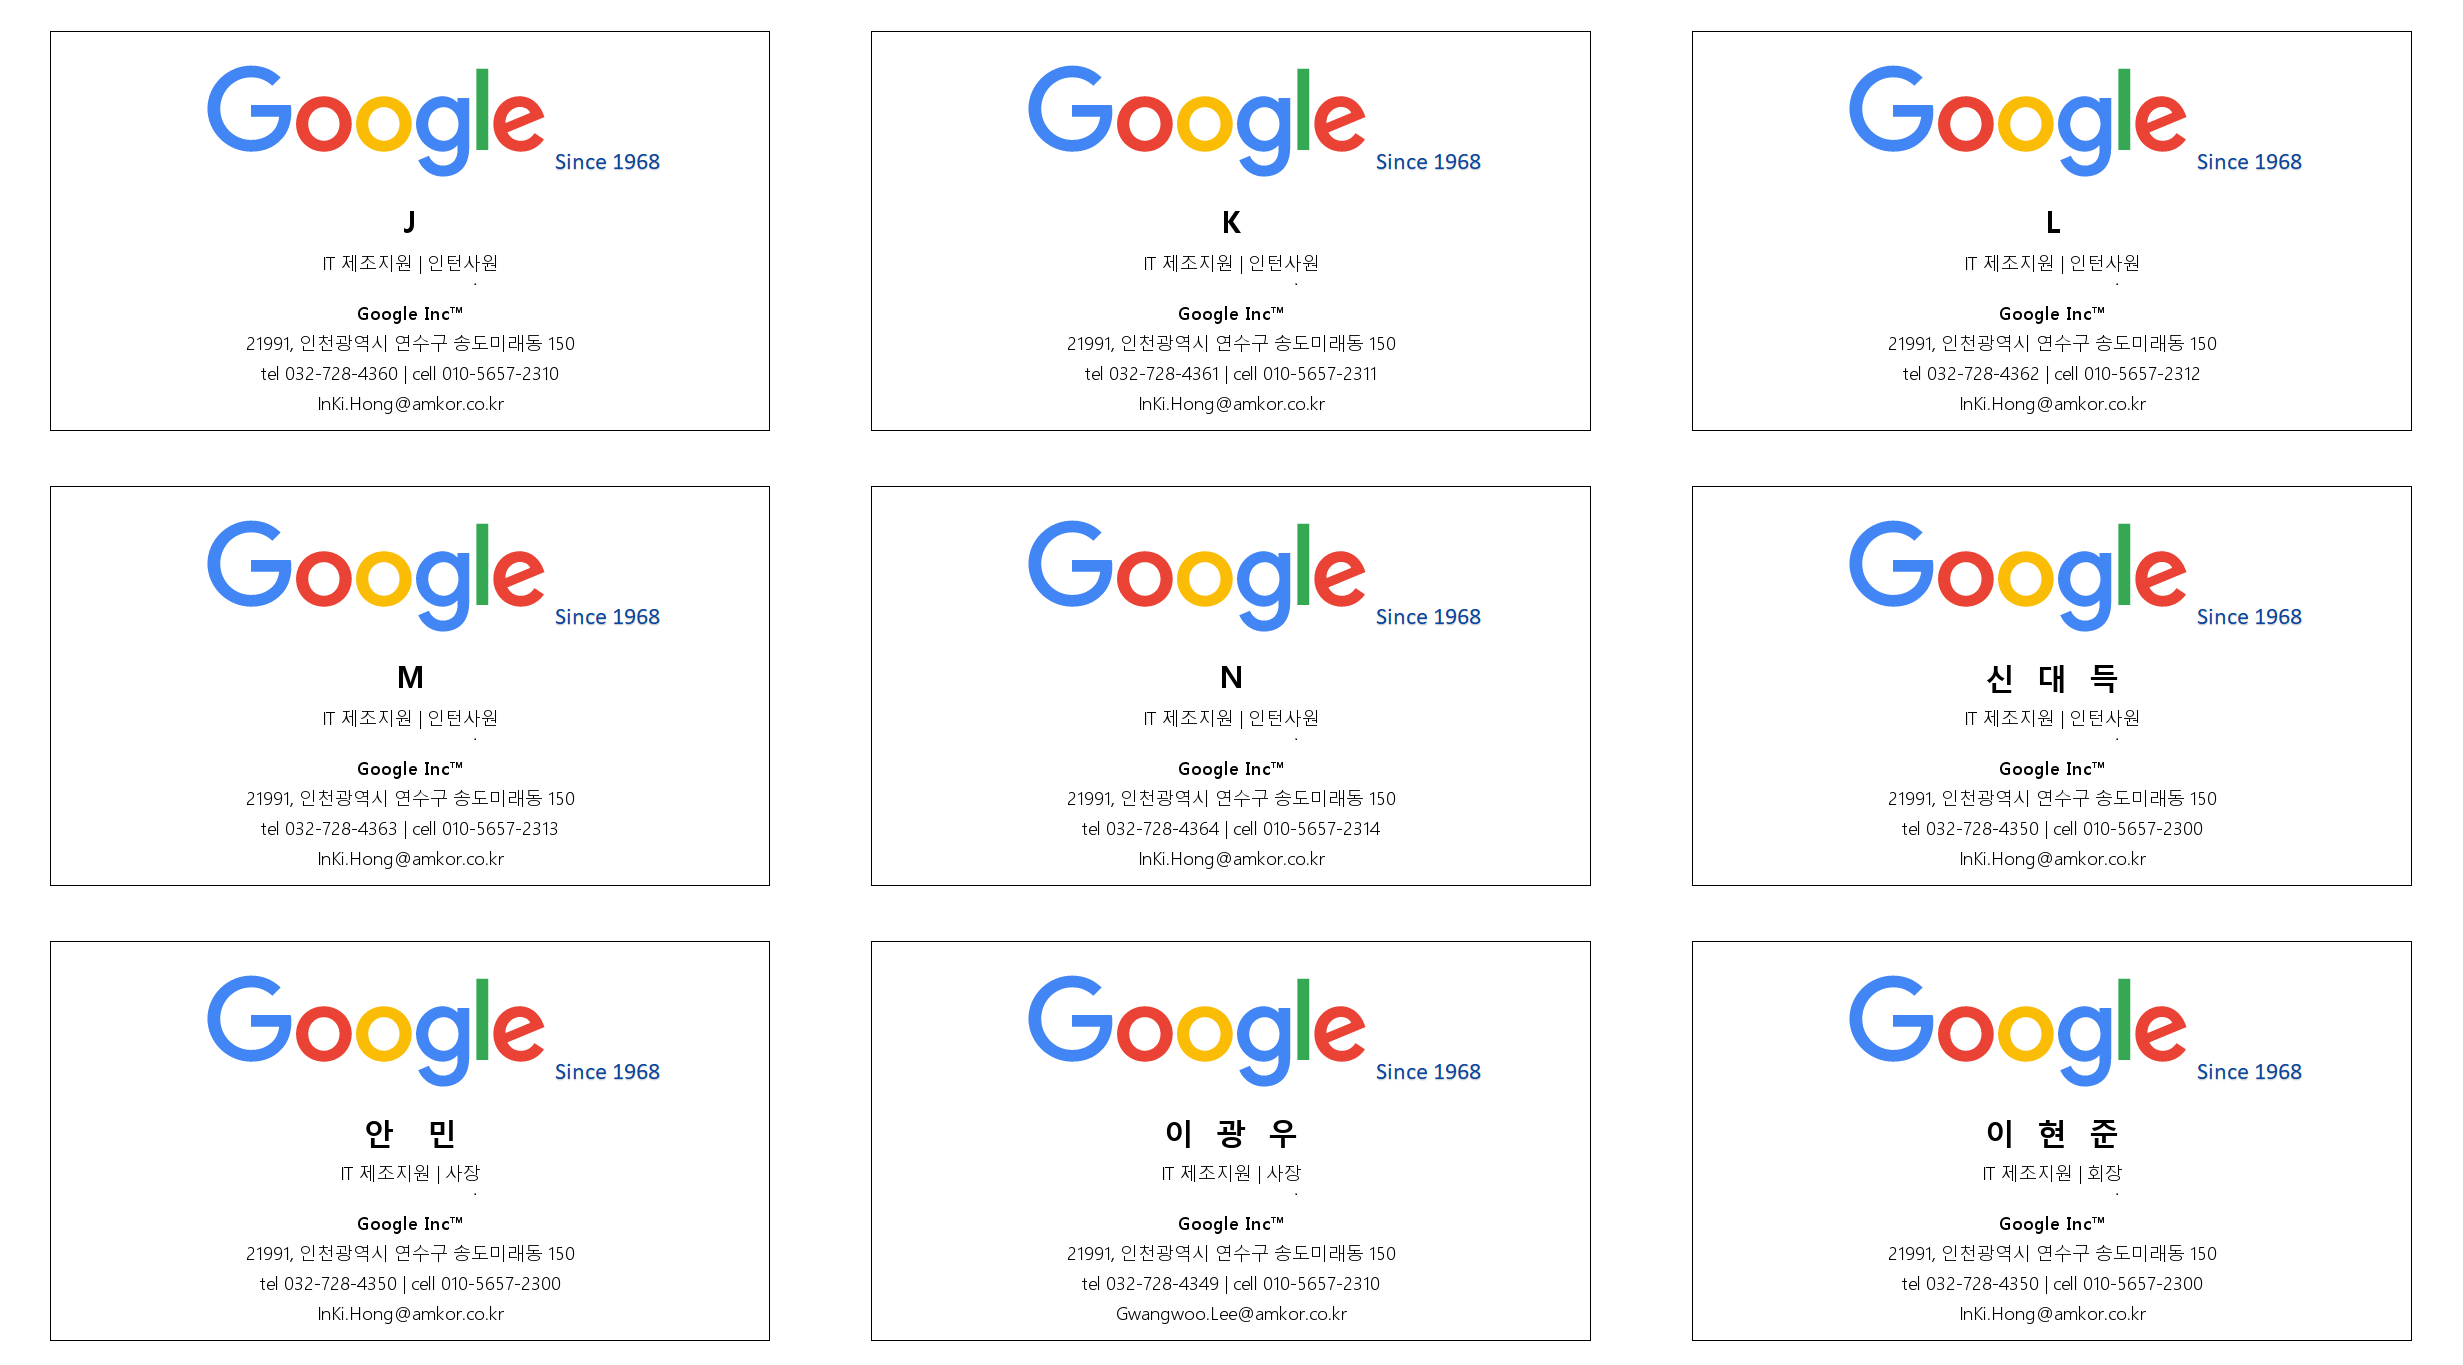 Google
Since 1968
J
IT 제조지원 | 인턴사원
.
Google Inc™
21991, 인천광역시 연수구 송도미래동 150
tel 032-728-4360 | cell 010-5657-2310
InKi.Hong@amkor.co.kr
Google
Since 1968
K
IT 제조지원 | 인턴사원
.
Google Inc™
21991, 인천광역시 연수구 송도미래동 150
tel 032-728-4361 | cell 010-5657-2311
InKi.Hong@amkor.co.kr
Google
Since 1968
L
IT 제조지원 | 인턴사원
.
Google Inc™
21991, 인천광역시 연수구 송도미래동 150
tel 032-728-4362 | cell 010-5657-2312
InKi.Hong@amkor.co.kr
Google
Since 1968
M
IT 제조지원 | 인턴사원
.
Google Inc™
21991, 인천광역시 연수구 송도미래동 150
tel 032-728-4363 | cell 010-5657-2313
InKi.Hong@amkor.co.kr
Google
Since 1968
N
IT 제조지원 | 인턴사원
.
Google Inc™
21991, 인천광역시 연수구 송도미래동 150
tel 032-728-4364 | cell 010-5657-2314
InKi.Hong@amkor.co.kr
Google
Since 1968
신 대 득
IT 제조지원 | 인턴사원
.
Google Inc™
21991, 인천광역시 연수구 송도미래동 150
tel 032-728-4350 | cell 010-5657-2300
InKi.Hong@amkor.co.kr
Google
Since 1968
안 민
IT 제조지원 | 사장
.
Google Inc™
21991, 인천광역시 연수구 송도미래동 150
tel 032-728-4350 | cell 010-5657-2300
InKi.Hong@amkor.co.kr
Google
Since 1968
이 광 우
IT 제조지원 | 사장
.
Google Inc™
21991, 인천광역시 연수구 송도미래동 150
tel 032-728-4349 | cell 010-5657-2310
Gwangwoo.Lee@amkor.co.kr
Google
Since 1968
이 현 준
IT 제조지원 | 회장
.
Google Inc™
21991, 인천광역시 연수구 송도미래동 150
tel 032-728-4350 | cell 010-5657-2300
InKi.Hong@amkor.co.kr